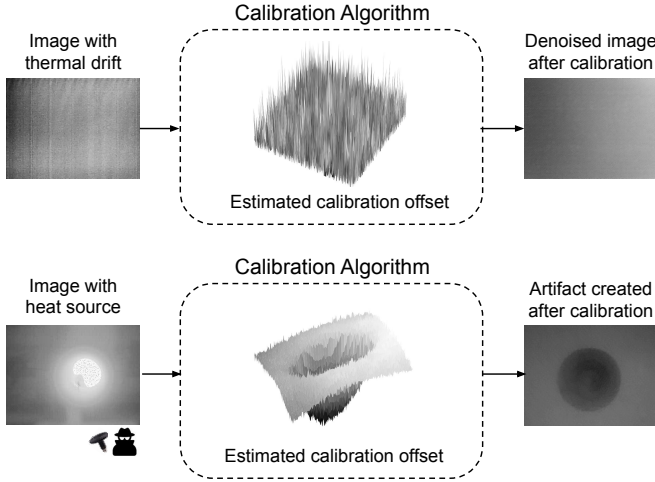 Calibration Algorithm
Image with
thermal drift
Estimated calibration offset
Denoised image
after calibration
Calibration Algorithm
Image with
heat source
Estimated calibration offset
Artifact created
after calibration